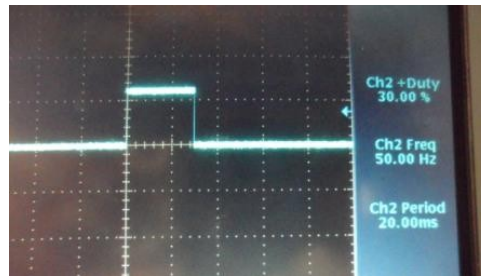 Ch2 +Duty
30.00 %
Ch2 Freq
50.00 Hz
Ch2 Period
20.00ms